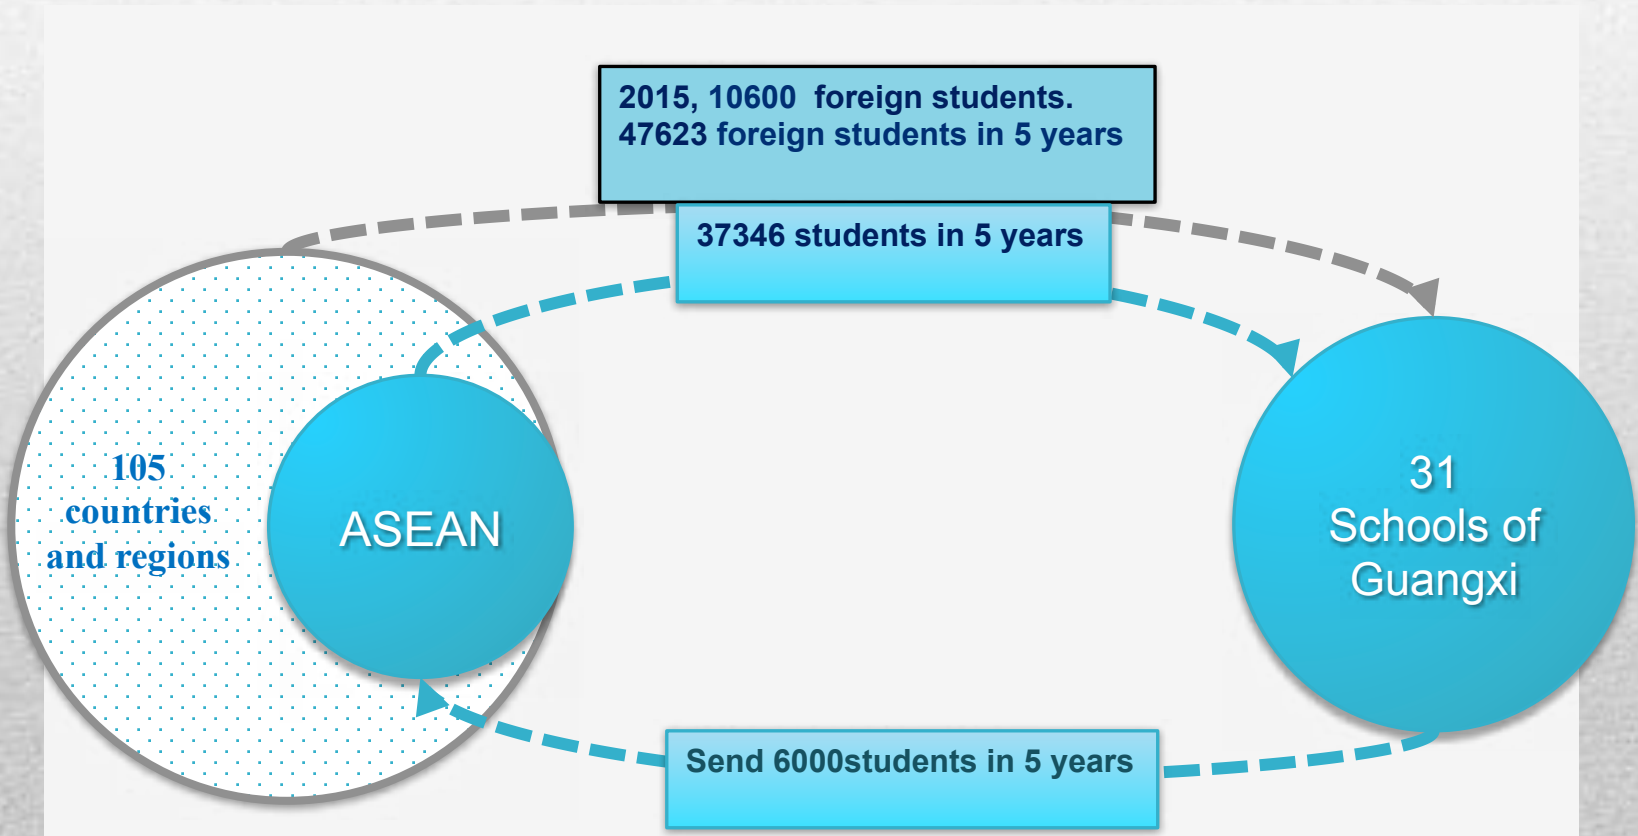 2015, 10600 foreign students.
47623 foreign students in 5 years
37346 students in 5 years
105
countries
and regions
ASEAN
31
Schools of
Guangxi
Send 6000students in 5 years